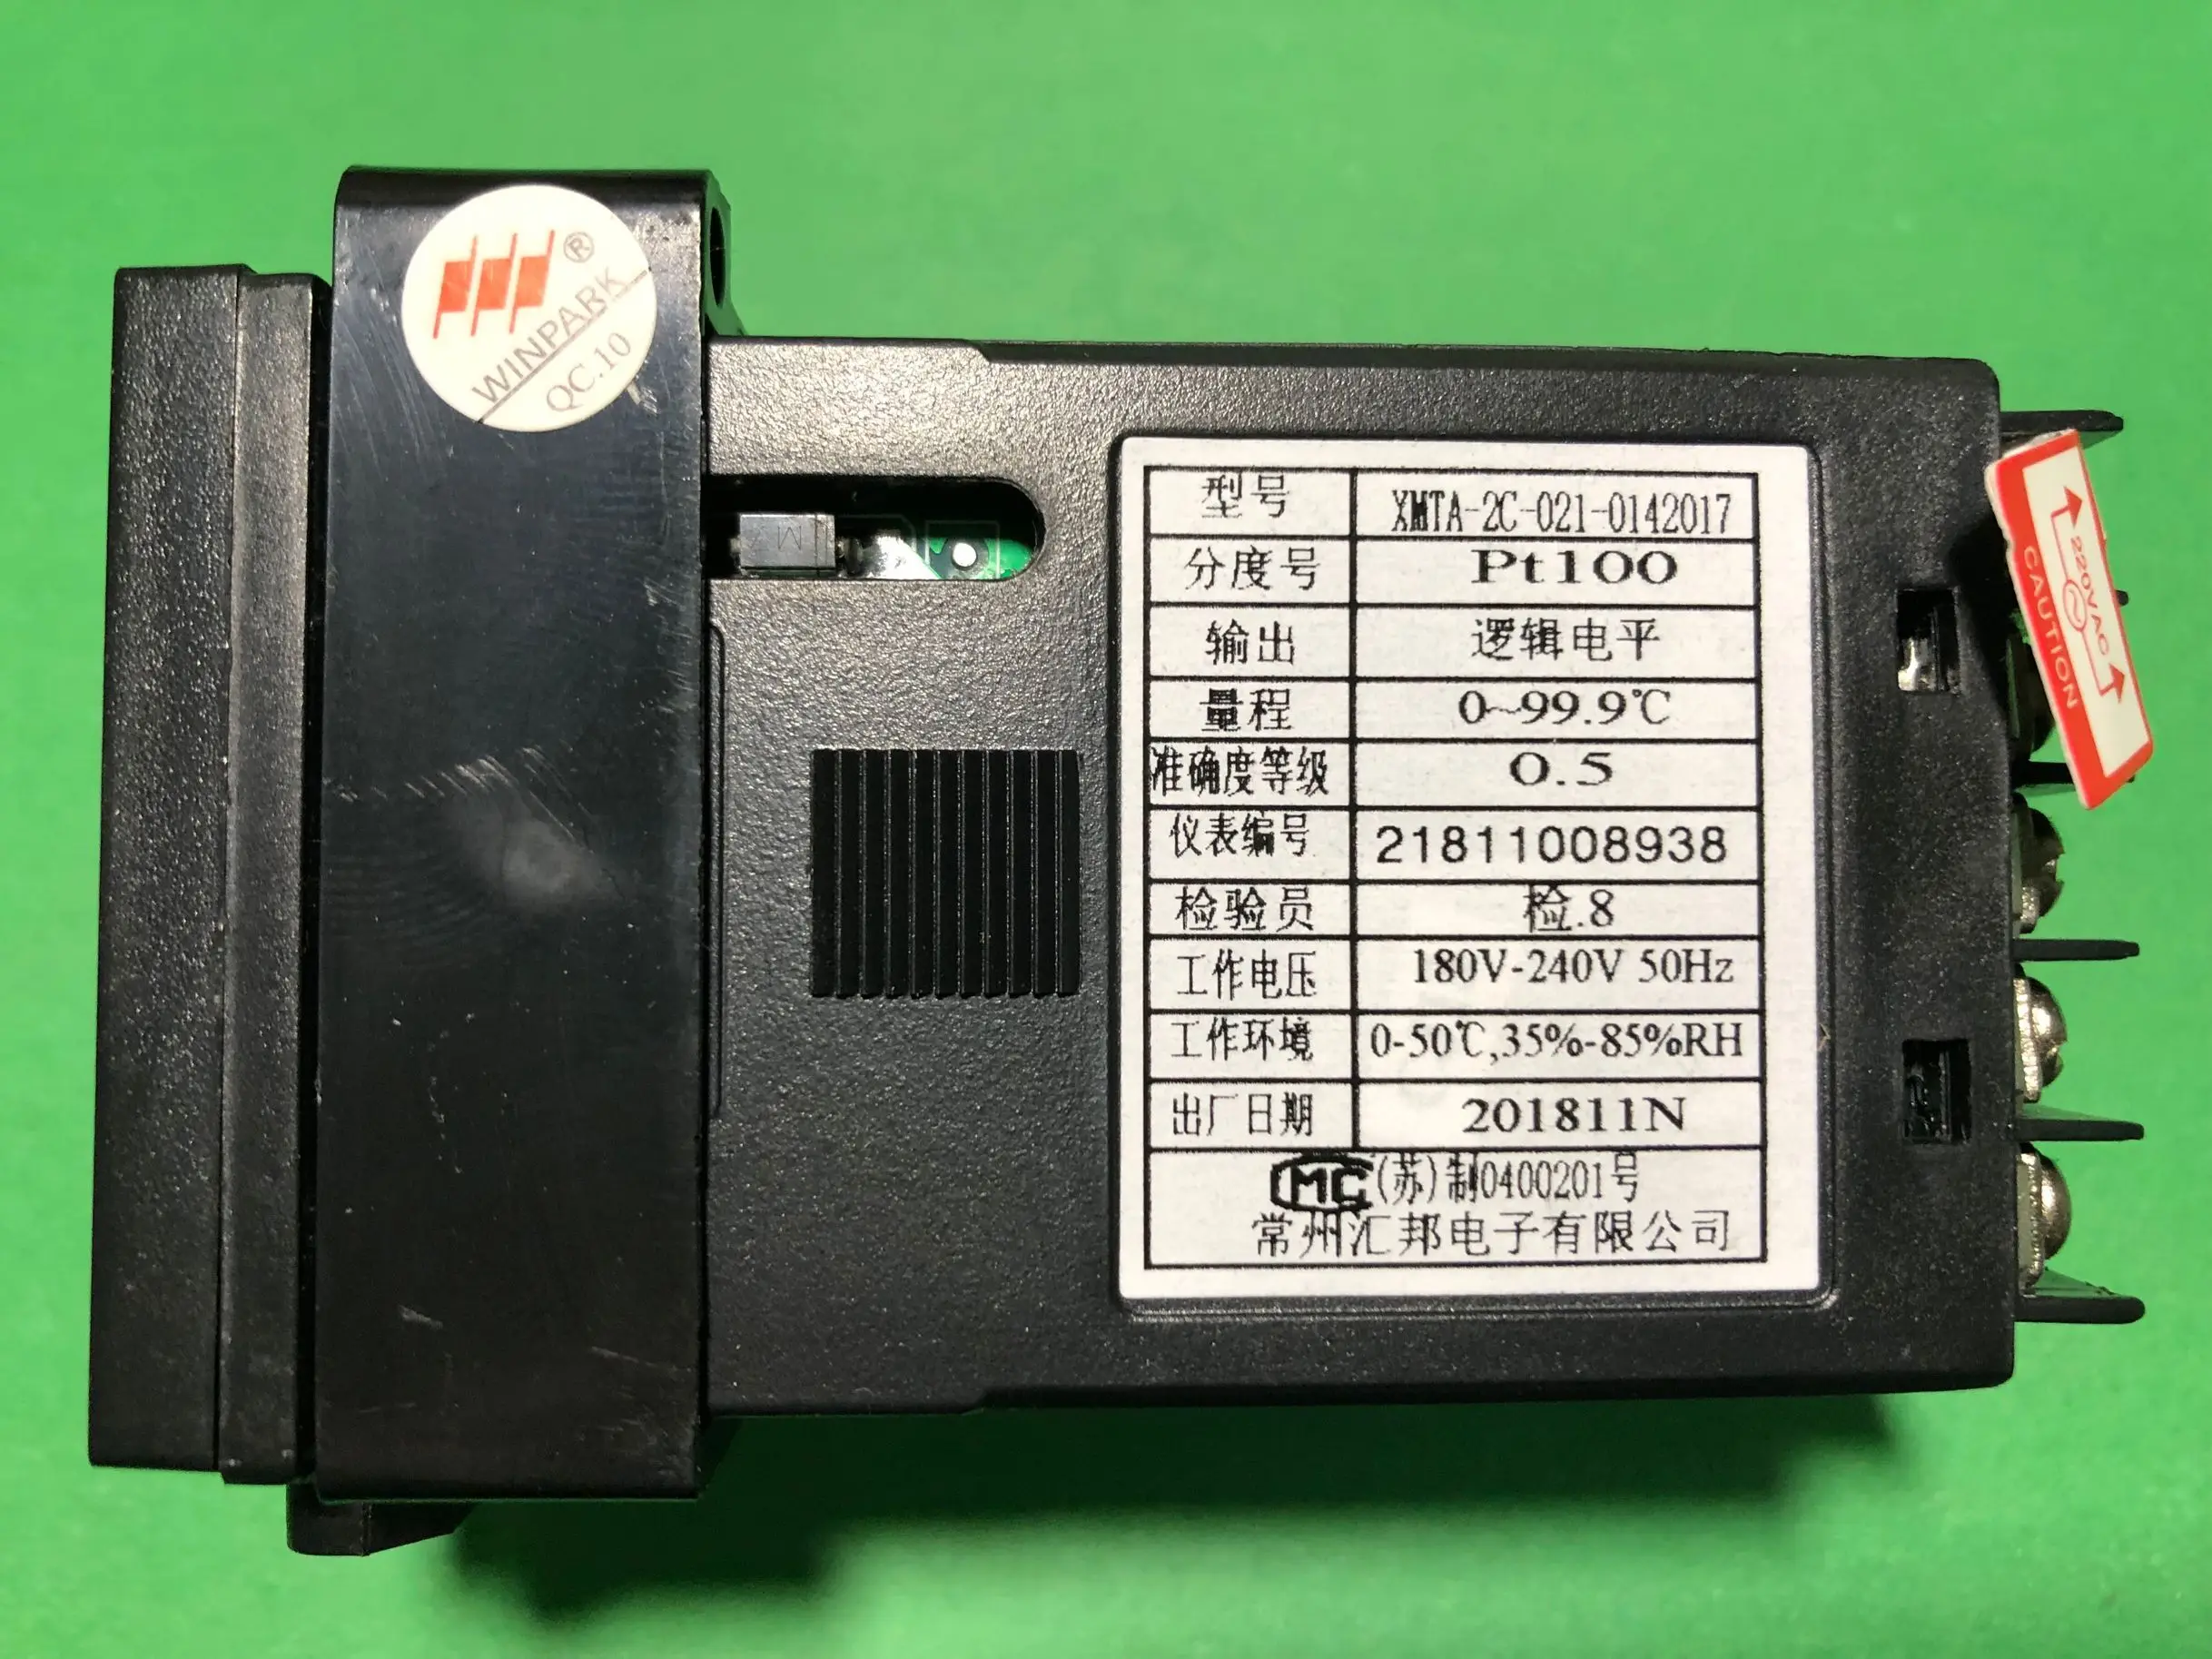 ®
WINPARK
QC.10
型号 XMTA-2C-021-0142017
分度号 Pt100
输出 逻辑电平
量程 0~99.9℃
准确度等级 0.5
仪表编号 21811008938
检验员 检.8
工作电压 180V-240V 50Hz
工作环境 0-50℃,35%-85%RH
出厂日期 201811N
MC (苏)制0400201号
常州汇邦电子有限公司
220VAC
CAUTION
M